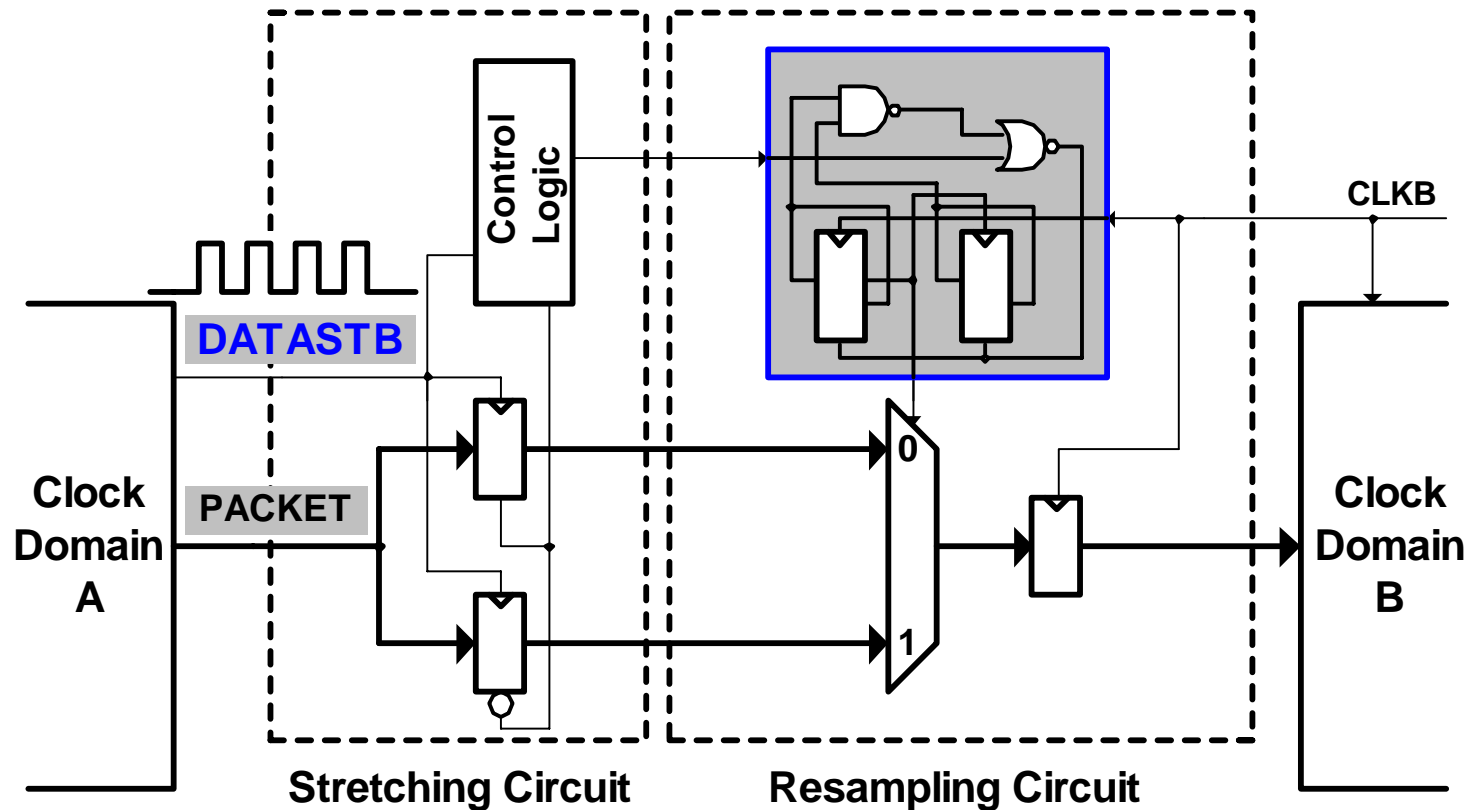 Control
Logic
CLKB
DATASTB
0
Clock
Domain
A
PACKET
Clock
Domain
B
1
Stretching Circuit
Resampling Circuit